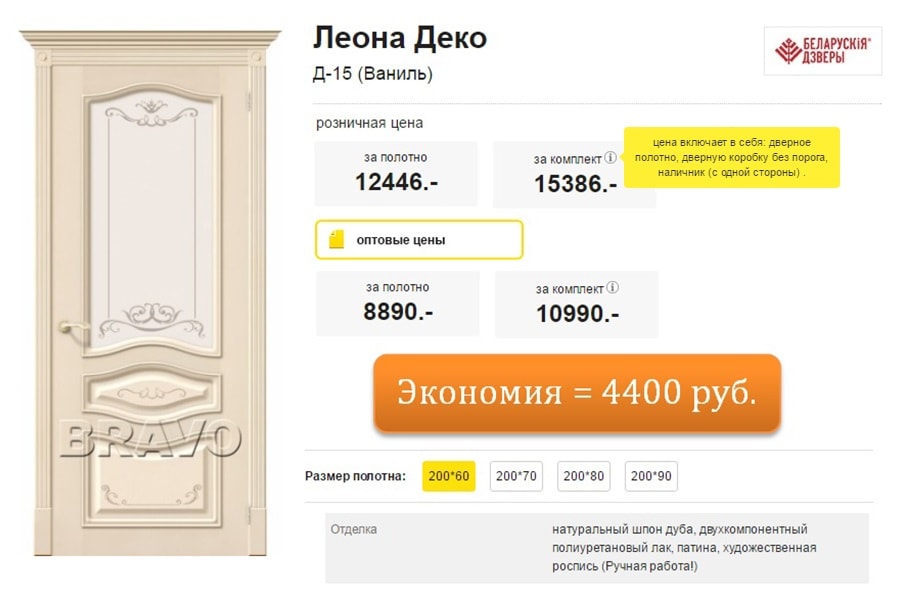 Леона Деко
Д-15 (Ваниль)
БЕЛАРУСКІЯ®
ДЗВЕРЫ
розничная цена
за полотно
12446.-
за комплект i
15386.-
цена включает в себя: дверное
полотно, дверную коробку без порога,
наличник (с одной стороны) .
оптовые цены
за полотно
8890.-
за комплект i
10990.-
Экономия = 4400 руб.
BRAVO
Размер полотна: 200*60 200*70 200*80 200*90
Отделка
натуральный шпон дуба, двухкомпонентный
полиуретановый лак, патина, художественная
роспись (Ручная работа!)